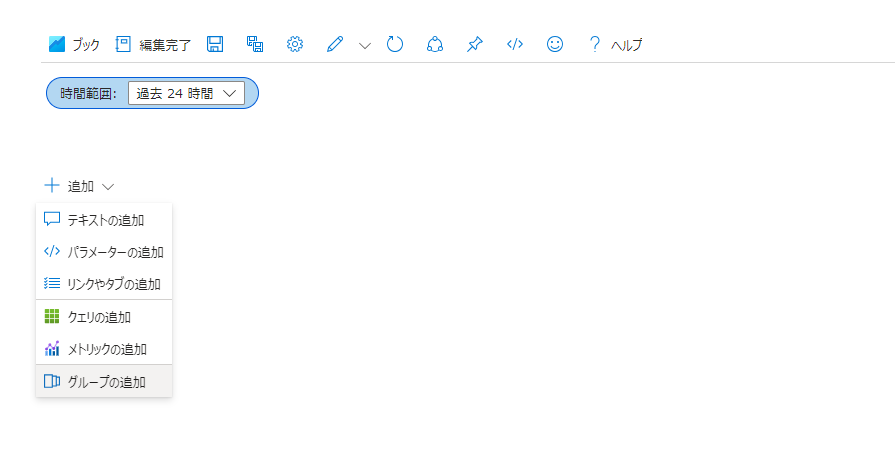 ブック 編集完了 ? ヘルプ
時間範囲: 過去 24 時間
追加
テキストの追加
パラメーターの追加
リンクやタブの追加
クエリの追加
メトリックの追加
グループの追加